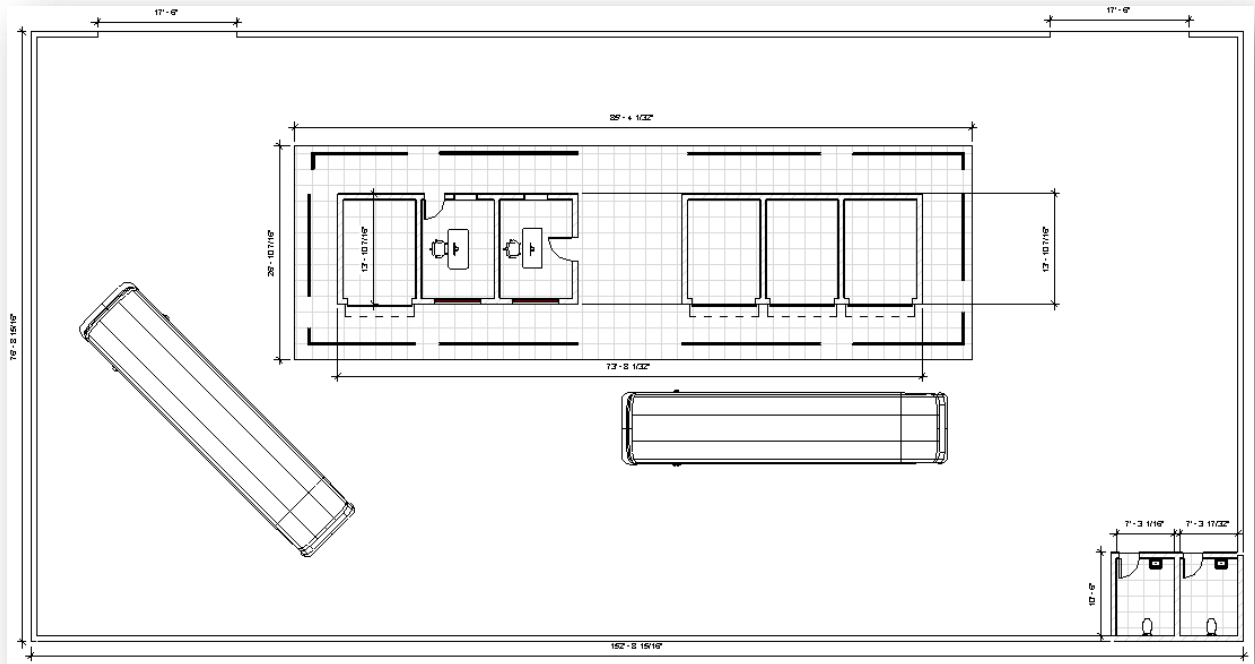 17' - 6"
17' - 6"
85' - 4 1/32"
26' - 10 7/16"
13' - 10 7/16"
13' - 10 7/16"
76' - 8 15/16"
73' - 8 1/32"
7' - 3 1/16"
7' - 3 17/32"
10' - 6"
152' - 8 15/16"